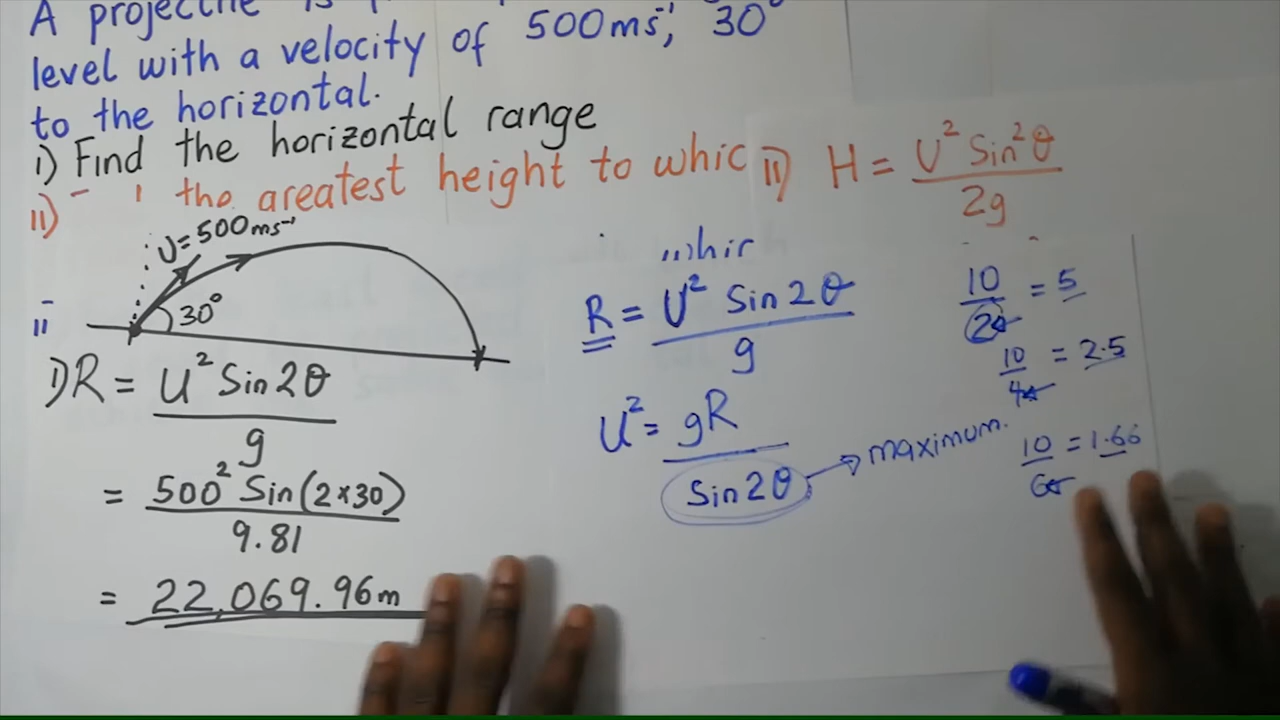 A projectile is
level with a velocity of 500ms⁻¹, 30°
to the horizontal.
i) Find the horizontal range
ii) the greatest height to whic
U=500ms⁻¹
30°
ii
i) R = U² Sin 2θ / g
= 500² Sin(2×30) / 9.81
= 22,069.96m
ii) H = U² Sin²θ / 2g
R = U² Sin 2θ / g
U² = gR / Sin 2θ → maximum.
10 / 2 = 5
10 / 4 = 2.5
10 / 6 = 1.66